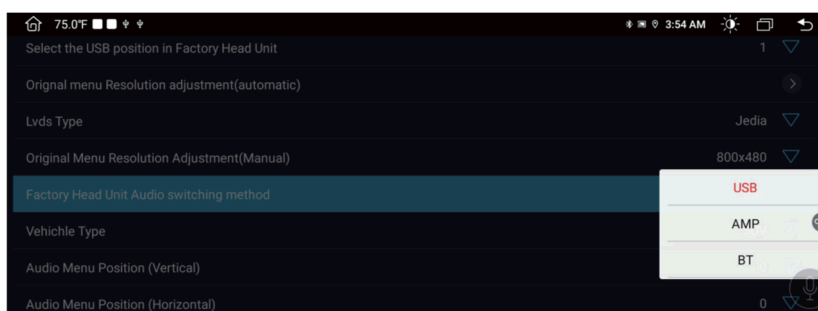 75.0°F 3:54 AM
Select the USB position in Factory Head Unit 1
Orignal menu Resolution adjustment(automatic)
Lvds Type Jedia
Original Menu Resolution Adjustment(Manual) 800x480
Factory Head Unit Audio switching method
USB
Vehichle Type
AMP
Audio Menu Position (Vertical)
BT
Audio Menu Position (Horizontal) 0